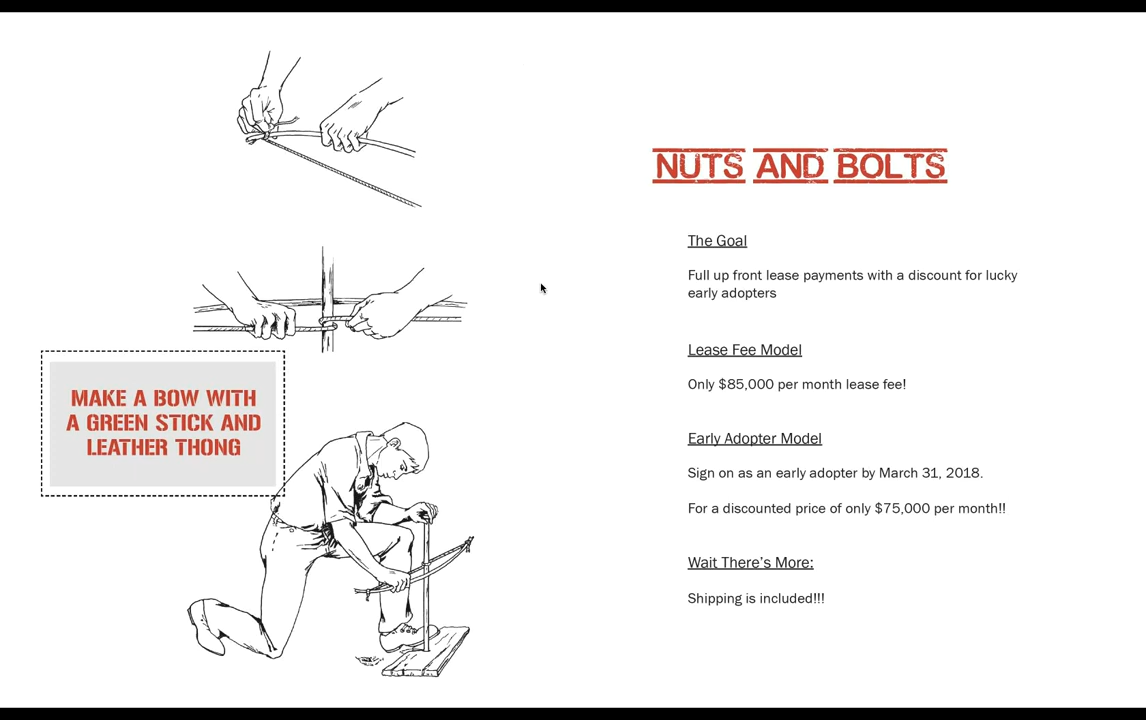 MAKE A BOW WITH
A GREEN STICK AND
LEATHER THONG
NUTS AND BOLTS
The Goal
Full up front lease payments with a discount for lucky
early adopters
Lease Fee Model
Only $85,000 per month lease fee!
Early Adopter Model
Sign on as an early adopter by March 31, 2018.
For a discounted price of only $75,000 per month!!
Wait There's More:
Shipping is included!!!